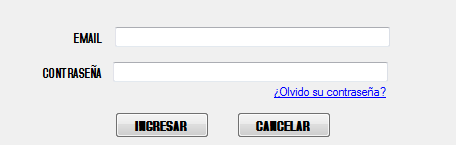 EMAIL
CONTRASEÑA
¿Olvido su contraseña?
INGRESAR CANCELAR